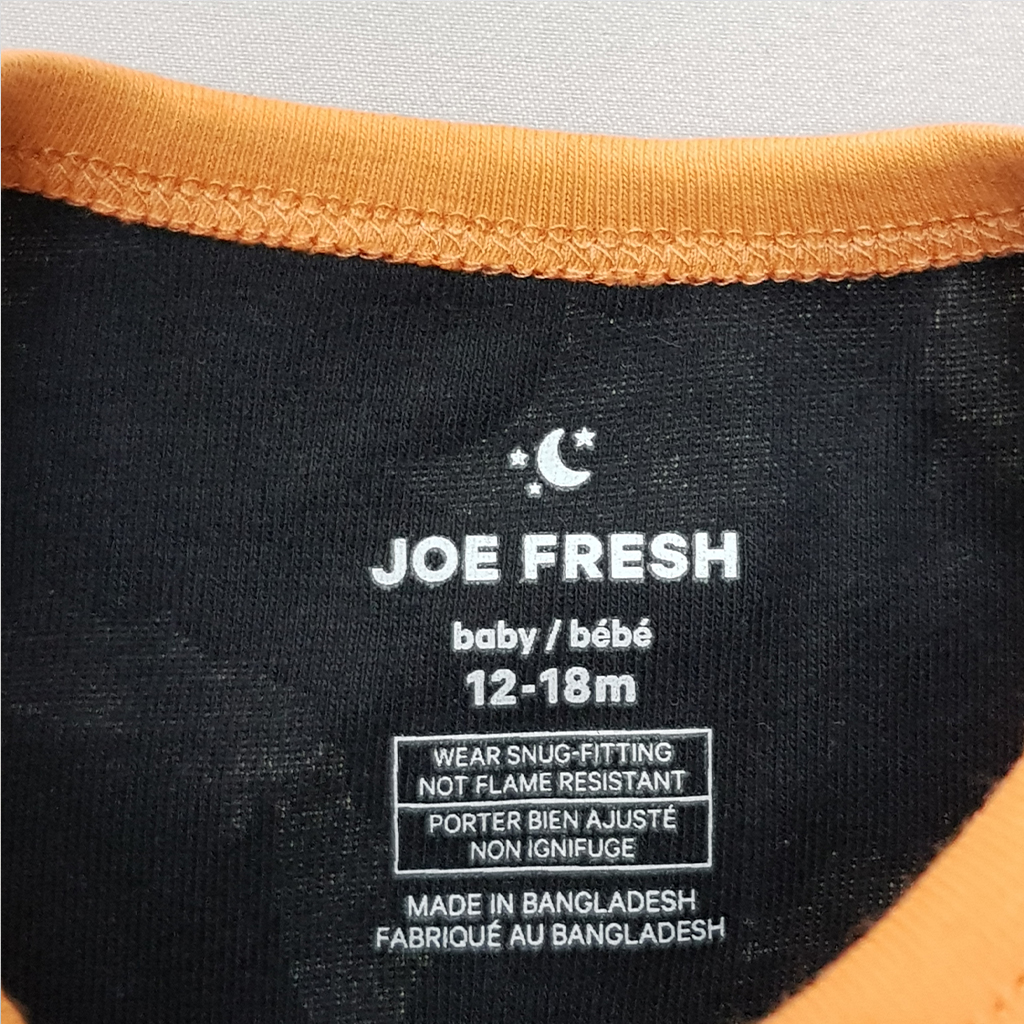 JOE FRESH
baby / bébé
12-18m
WEAR SNUG-FITTING
NOT FLAME RESISTANT
PORTER BIEN AJUSTÉ
NON IGNIFUGE
MADE IN BANGLADESH
FABRIQUÉ AU BANGLADESH